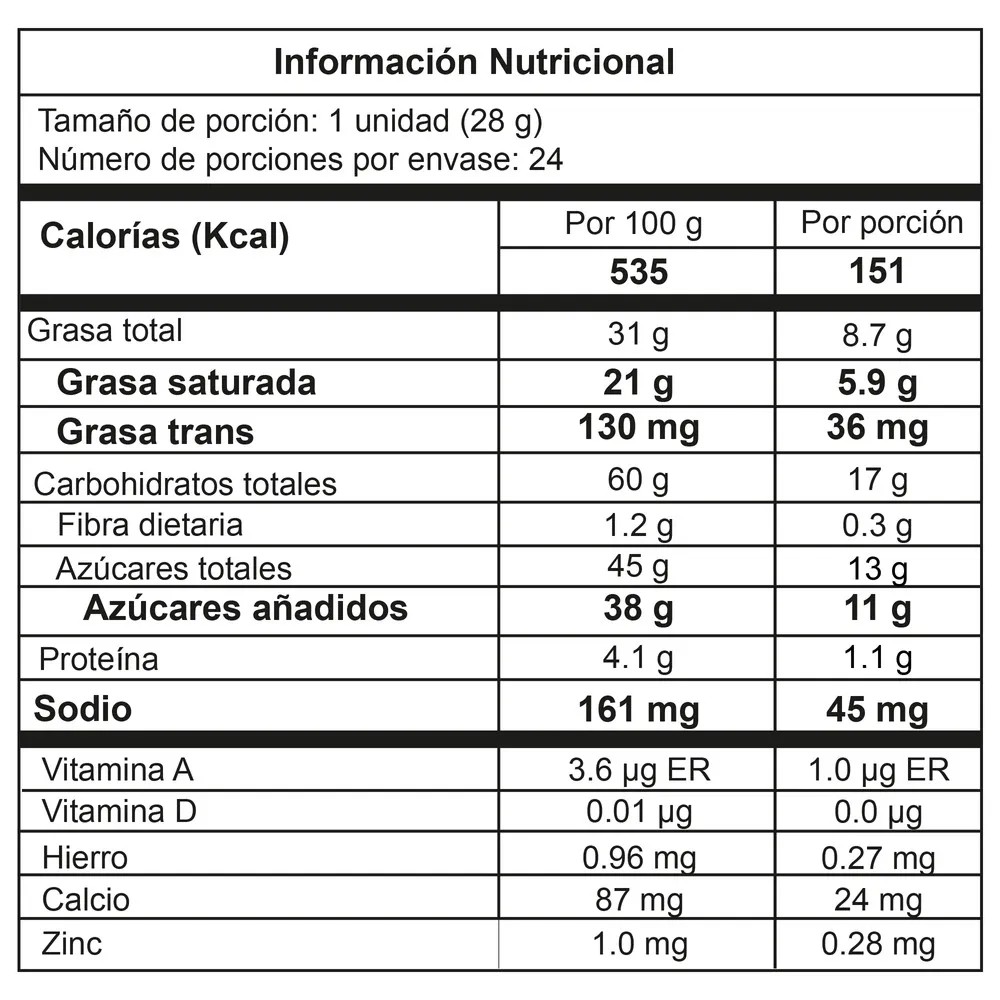 Información Nutricional
Tamaño de porción: 1 unidad (28 g)
Número de porciones por envase: 24
Calorías (Kcal) Por 100 g Por porción
535 151
Grasa total 31 g 8.7 g
Grasa saturada 21 g 5.9 g
Grasa trans 130 mg 36 mg
Carbohidratos totales 60 g 17 g
Fibra dietaria 1.2 g 0.3 g
Azúcares totales 45 g 13 g
Azúcares añadidos 38 g 11 g
Proteína 4.1 g 1.1 g
Sodio 161 mg 45 mg
Vitamina A 3.6 µg ER 1.0 µg ER
Vitamina D 0.01 µg 0.0 µg
Hierro 0.96 mg 0.27 mg
Calcio 87 mg 24 mg
Zinc 1.0 mg 0.28 mg